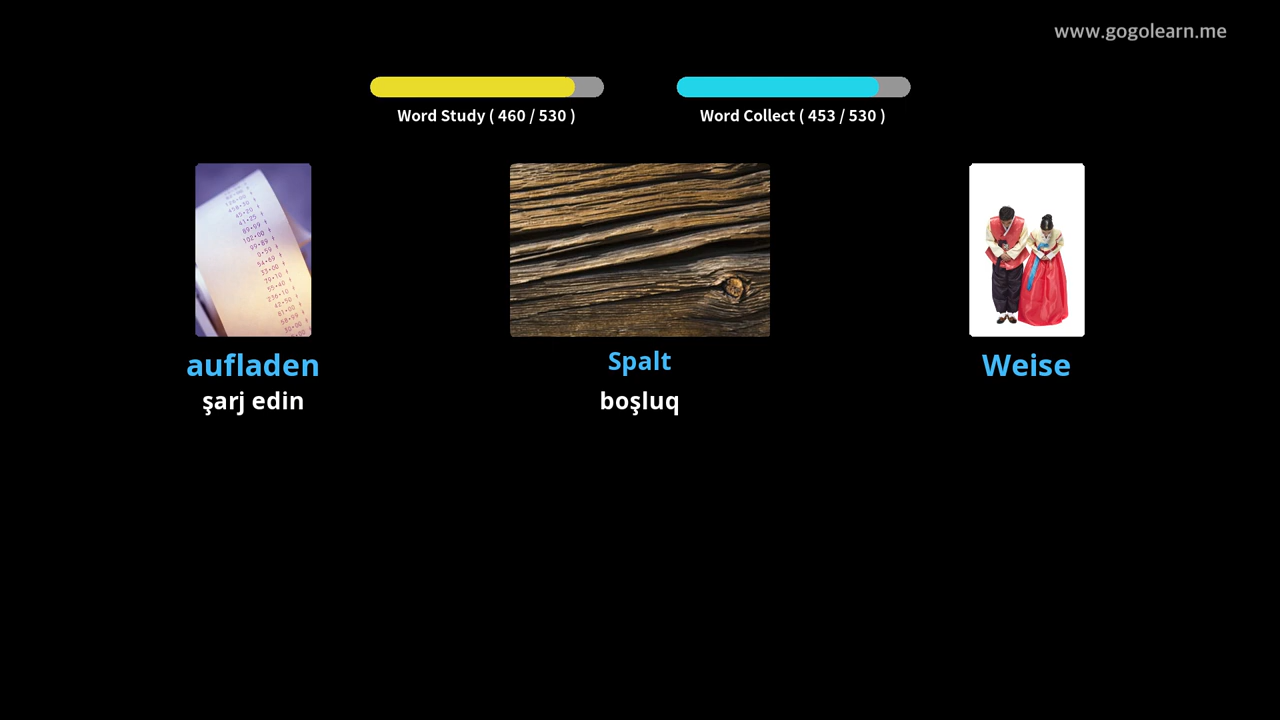 www.gogolearn.me
Word Study ( 460 / 530 )
Word Collect ( 453 / 530 )
aufladen
Spalt
Weise
şarj edin
boşluq